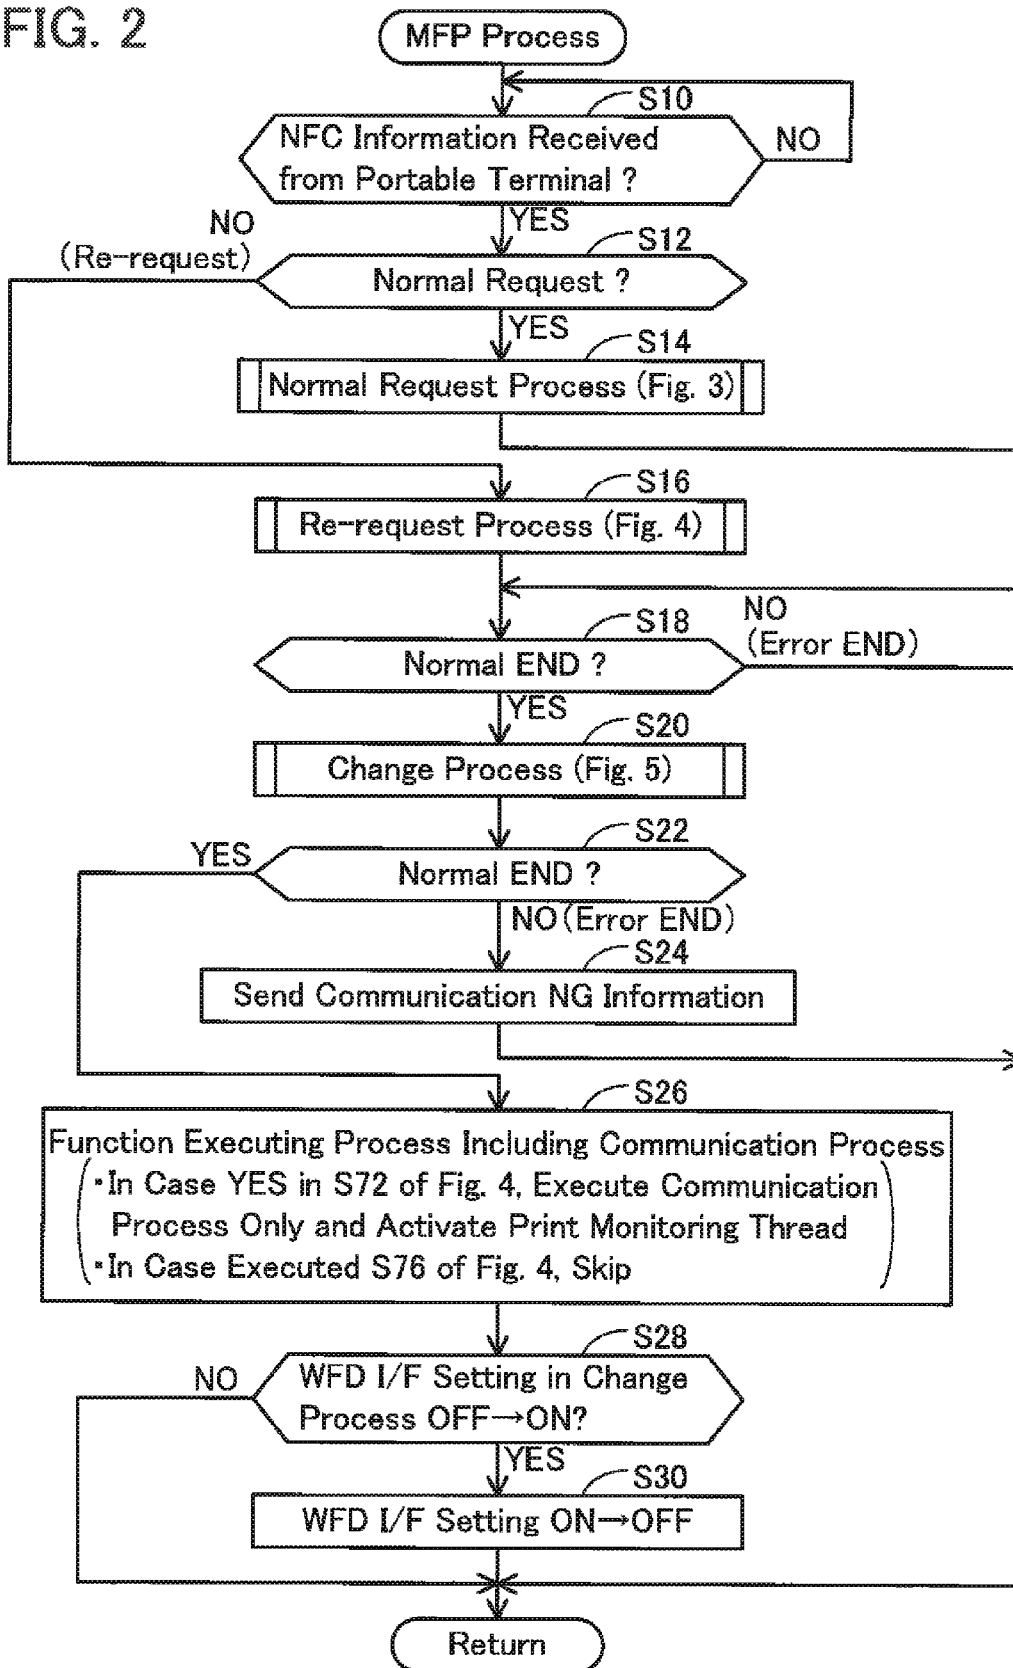 FIG. 2
MFP Process
S10
NFC Information Received
from Portable Terminal ?
NO
YES
NO
(Re-request)
S12
Normal Request ?
YES
S14
Normal Request Process (Fig. 3)
S16
Re-request Process (Fig. 4)
S18
Normal END ?
NO
(Error END)
YES
S20
Change Process (Fig. 5)
S22
YES
Normal END ?
NO(Error END)
S24
Send Communication NG Information
S26
Function Executing Process Including Communication Process
・In Case YES in S72 of Fig. 4, Execute Communication
Process Only and Activate Print Monitoring Thread
・In Case Executed S76 of Fig. 4, Skip
S28
NO
WFD I/F Setting in Change
Process OFF→ON?
YES
S30
WFD I/F Setting ON→OFF
Return